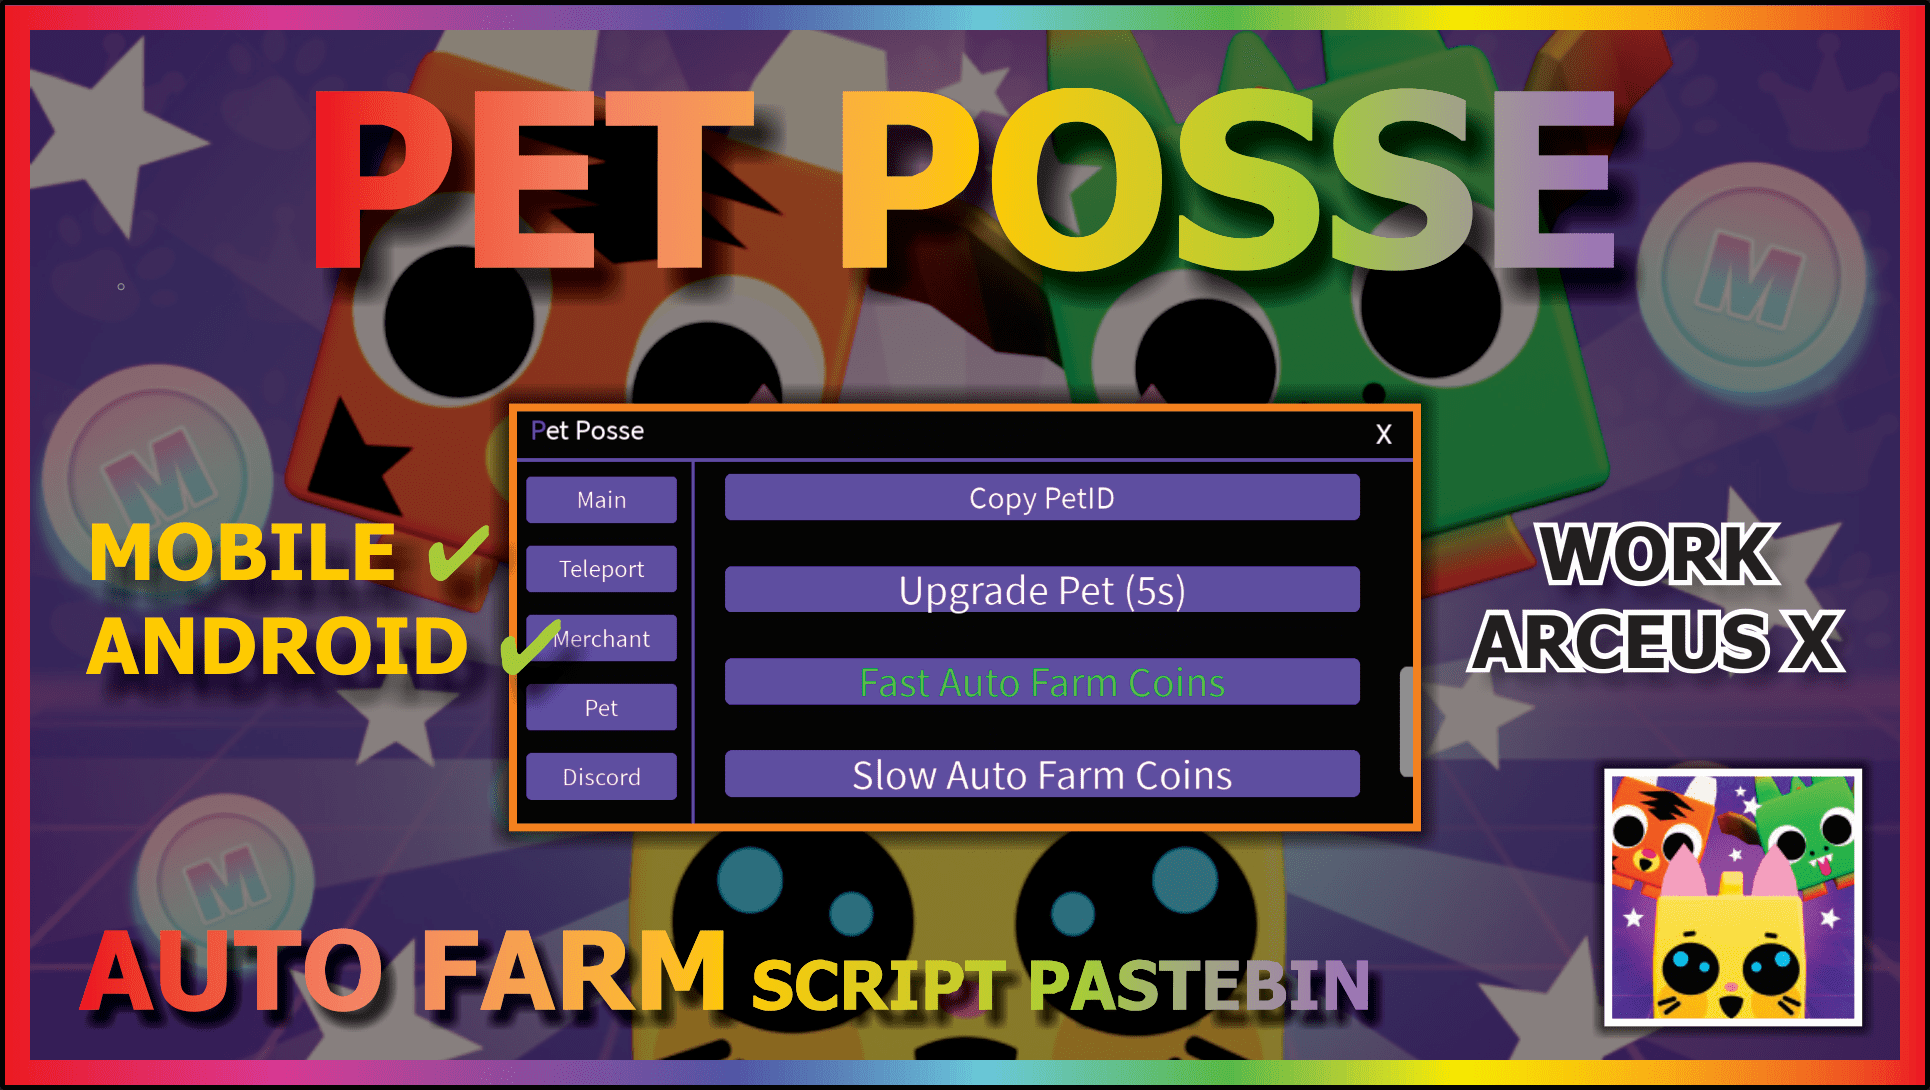 PET POSSE
M
M
Pet Posse
X
Main
Copy PetID
Teleport
Upgrade Pet (5s)
Merchant
Fast Auto Farm Coins
Pet
Slow Auto Farm Coins
Discord
MOBILE ✓
ANDROID ✓
WORK
ARCEUS X
M
AUTO FARM SCRIPT PASTEBIN